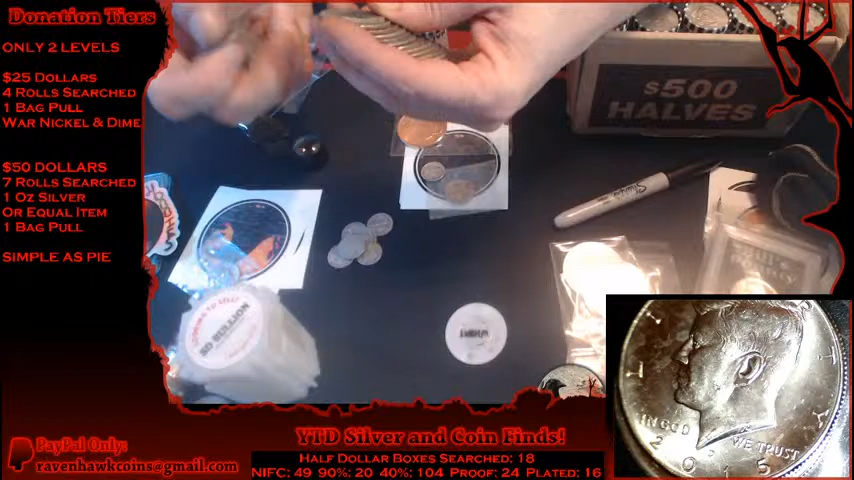 Donation Tiers
ONLY 2 LEVELS
$25 DOLLARS
4 ROLLS SEARCHED
1 BAG PULL
WAR NICKEL & DIME
$50 DOLLARS
7 ROLLS SEARCHED
1 OZ SILVER
OR EQUAL ITEM
1 BAG PULL
SIMPLE AS PIE
$500
HALVES
Sharpie
SD BULLION
LIBERTY
IN GOD
WE TRUST
2015
PayPal Only:
ravenhawkcoins@gmail.com
YTD Silver and Coin Finds!
HALF DOLLAR BOXES SEARCHED: 18
NIFC: 49 90%: 20 40%: 104 PROOF: 24 PLATED: 16